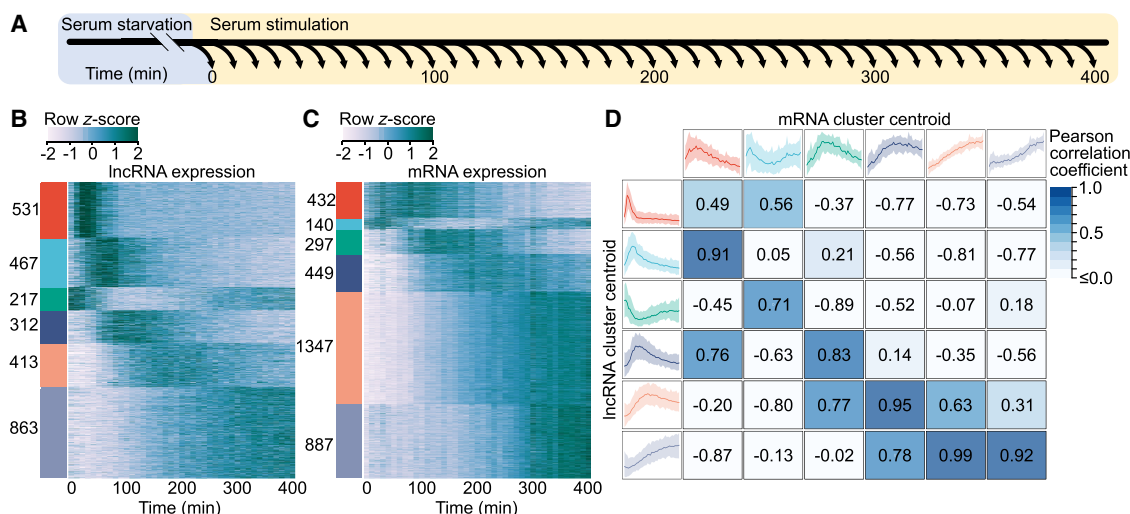 A
Serum starvation
Serum stimulation
Time (min)
0
100
200
300
400
B
Row z-score
-2 -1 0 1 2
lncRNA expression
531
467
217
312
413
863
0 100 200 300 400
Time (min)
C
Row z-score
-2 -1 0 1 2
mRNA expression
432
140
297
449
1347
887
0 100 200 300 400
Time (min)
D
mRNA cluster centroid
lncRNA cluster centroid
0.49 0.56 -0.37 -0.77 -0.73 -0.54
0.91 0.05 0.21 -0.56 -0.81 -0.77
-0.45 0.71 -0.89 -0.52 -0.07 0.18
0.76 -0.63 0.83 0.14 -0.35 -0.56
-0.20 -0.80 0.77 0.95 0.63 0.31
-0.87 -0.13 -0.02 0.78 0.99 0.92
Pearson
correlation
coefficient
1.0
0.5
≤0.0